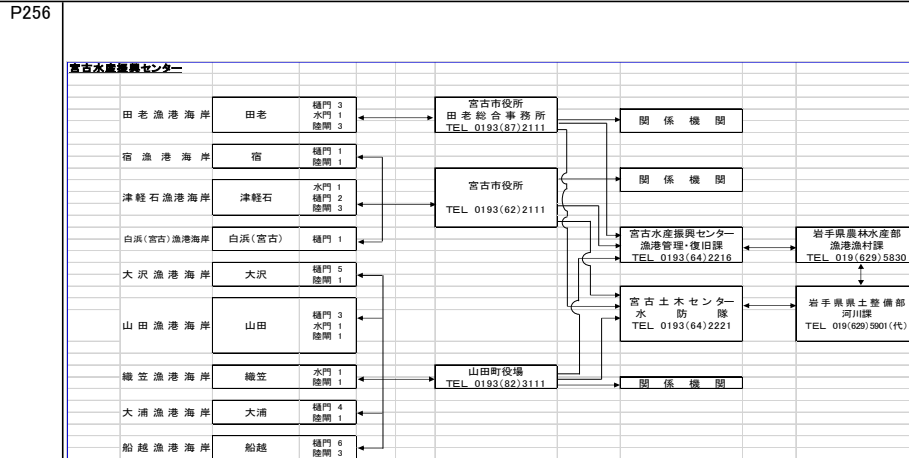 P256
宮古水産振興センター
田老漁港海岸 田老 樋門 3
水門 1
陸閘 3
宮古市役所
田老総合事務所
TEL 0193(87)2111
関係機関
宿漁港海岸 宿 樋門 1
陸閘 1
津軽石漁港海岸 津軽石 水門 1
樋門 2
陸閘 3
宮古市役所
TEL 0193(62)2111
関係機関
白浜(宮古)漁港海岸 白浜(宮古) 樋門 1
宮古水産振興センター
漁港管理・復旧課
TEL 0193(64)2216
岩手県農林水産部
漁港漁村課
TEL 019(629)5830
大沢漁港海岸 大沢 樋門 5
陸閘 1
山田漁港海岸 山田 樋門 3
水門 1
陸閘 1
宮古土木センター
水防隊
TEL 0193(64)2221
岩手県県土整備部
河川課
TEL 019(629)5901(代)
織笠漁港海岸 織笠 水門 1
陸閘 1
山田町役場
TEL 0193(82)3111
関係機関
大浦漁港海岸 大浦 樋門 4
陸閘 1
船越漁港海岸 船越 樋門 6
陸閘 3